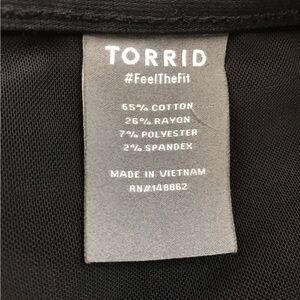 TORRID
#FeelTheFit
65% COTTON
26% RAYON
7% POLYESTER
2% SPANDEX
MADE IN VIETNAM
RN#148862